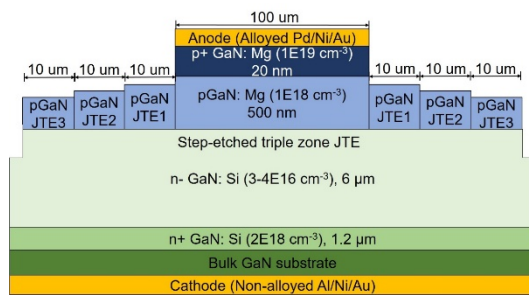 100 um
Anode (Alloyed Pd/Ni/Au)
p+ GaN: Mg (1E19 cm-3)
20 nm
10 um 10 um 10 um
10 um 10 um 10 um
pGaN
JTE3
pGaN
JTE2
pGaN
JTE1
pGaN: Mg (1E18 cm-3)
500 nm
pGaN
JTE1
pGaN
JTE2
pGaN
JTE3
Step-etched triple zone JTE
n- GaN: Si (3-4E16 cm-3), 6 µm
n+ GaN: Si (2E18 cm-3), 1.2 µm
Bulk GaN substrate
Cathode (Non-alloyed Al/Ni/Au)